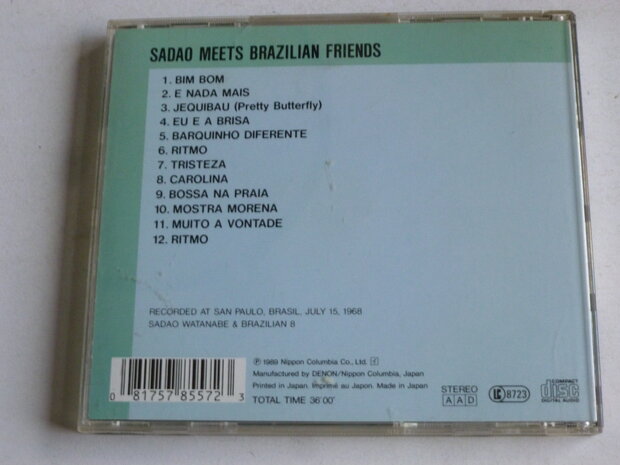 SADAO MEETS BRAZILIAN FRIENDS
1. BIM BOM
2. E NADA MAIS
3. JEQUIBAU (Pretty Butterfly)
4. EU E A BRISA
5. BARQUINHO DIFERENTE
6. RITMO
7. TRISTEZA
8. CAROLINA
9. BOSSA NA PRAIA
10. MOSTRA MORENA
11. MUITO A VONTADE
12. RITMO
RECORDED AT SAN PAULO, BRASIL, JULY 15, 1968
SADAO WATANABE & BRAZILIAN 8
℗ 1989 Nippon Columbia Co., Ltd.
Manufactured by DENON/Nippon Columbia, Japan
Printed in Japan. Imprimé au Japon. Made in Japan
TOTAL TIME 36'00"
0 81757 85572 3
STEREO
AAD
LC 8723
COMPACT
disc
DIGITAL AUDIO